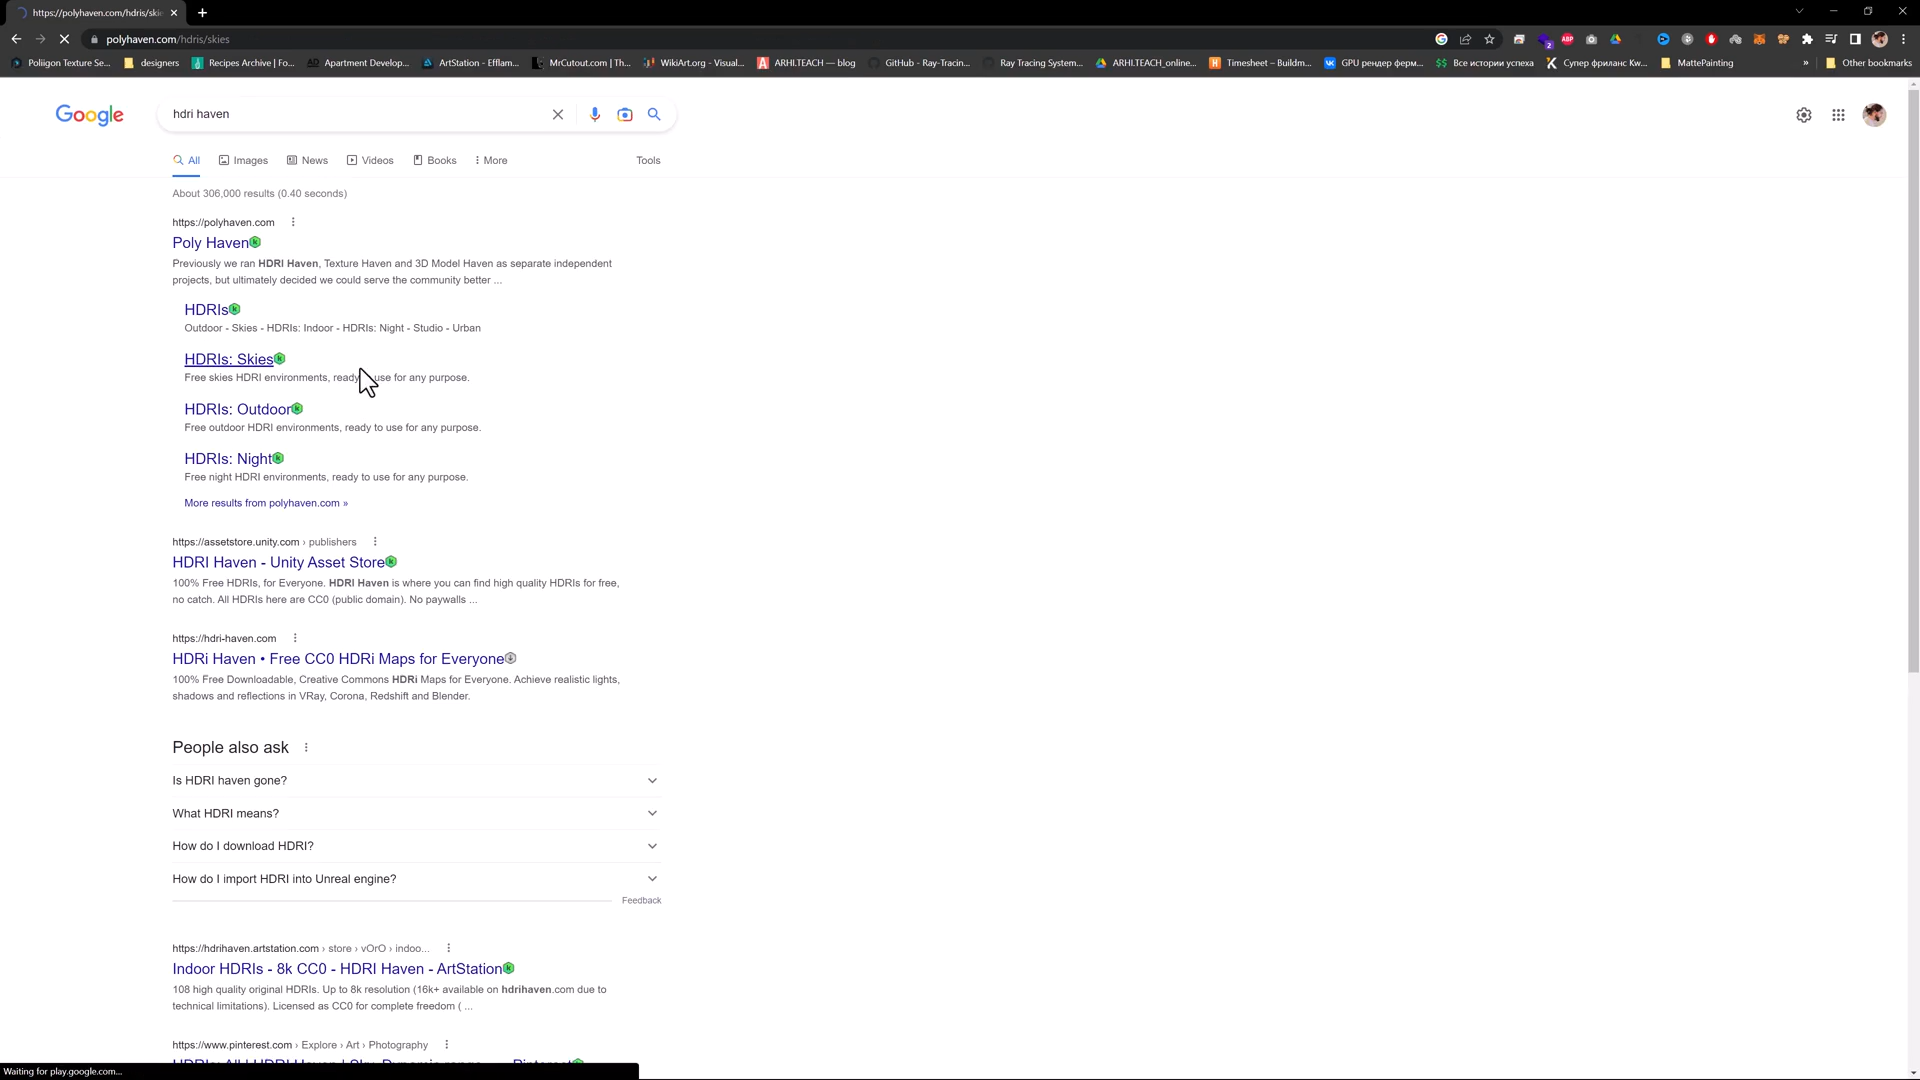 https://polyhaven.com/hdris/skie
polyhaven.com/hdris/skies
2
ABP
Poliigon Texture Se...
designers
Recipes Archive | Fo...
Apartment Develop...
ArtStation - Efflam...
MrCutout.com | Th...
WikiArt.org - Visual...
ARHI.TEACH — blog
GitHub - Ray-Tracin...
Ray Tracing System...
ARHI.TEACH_online...
Timesheet – Buildm...
GPU рендер ферм...
$$ Все истории успеха
Супер фриланс Kw...
MattePainting
»
Other bookmarks
Google
hdri haven
All
Images
News
Videos
Books
More
Tools
About 306,000 results (0.40 seconds)
https://polyhaven.com
Poly Haven
Previously we ran HDRI Haven, Texture Haven and 3D Model Haven as separate independent
projects, but ultimately decided we could serve the community better ...
HDRIs
Outdoor - Skies - HDRIs: Indoor - HDRIs: Night - Studio - Urban
HDRIs: Skies
Free skies HDRI environments, ready use for any purpose.
HDRIs: Outdoor
Free outdoor HDRI environments, ready to use for any purpose.
HDRIs: Night
Free night HDRI environments, ready to use for any purpose.
More results from polyhaven.com »
https://assetstore.unity.com › publishers
HDRI Haven - Unity Asset Store
100% Free HDRIs, for Everyone. HDRI Haven is where you can find high quality HDRIs for free,
no catch. All HDRIs here are CC0 (public domain). No paywalls ...
https://hdri-haven.com
HDRi Haven • Free CC0 HDRi Maps for Everyone
100% Free Downloadable, Creative Commons HDRi Maps for Everyone. Achieve realistic lights,
shadows and reflections in VRay, Corona, Redshift and Blender.
People also ask
Is HDRI haven gone?
What HDRI means?
How do I download HDRI?
How do I import HDRI into Unreal engine?
Feedback
https://hdrihaven.artstation.com › store › vOrO › indoo...
Indoor HDRIs - 8k CC0 - HDRI Haven - ArtStation
108 high quality original HDRIs. Up to 8k resolution (16k+ available on hdrihaven.com due to
technical limitations). Licensed as CC0 for complete freedom ( ...
https://www.pinterest.com › Explore › Art › Photography
Waiting for play.google.com...